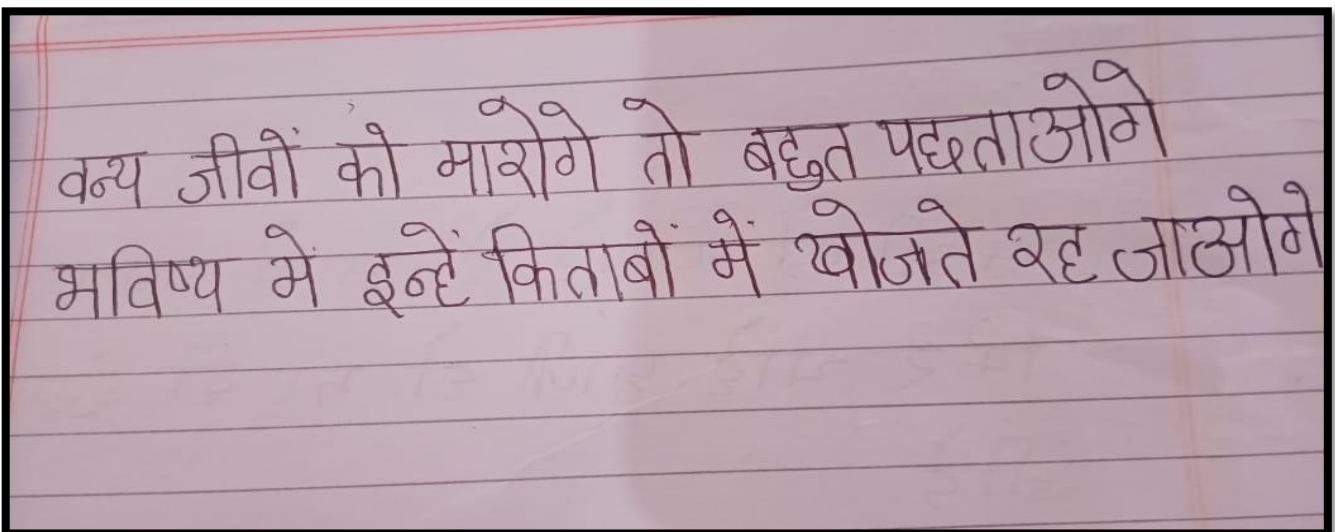 वन्य जीवों को मारोगे तो बहुत पछताओगे
भविष्य में इन्हें किताबों में खोजते रह जाओगे